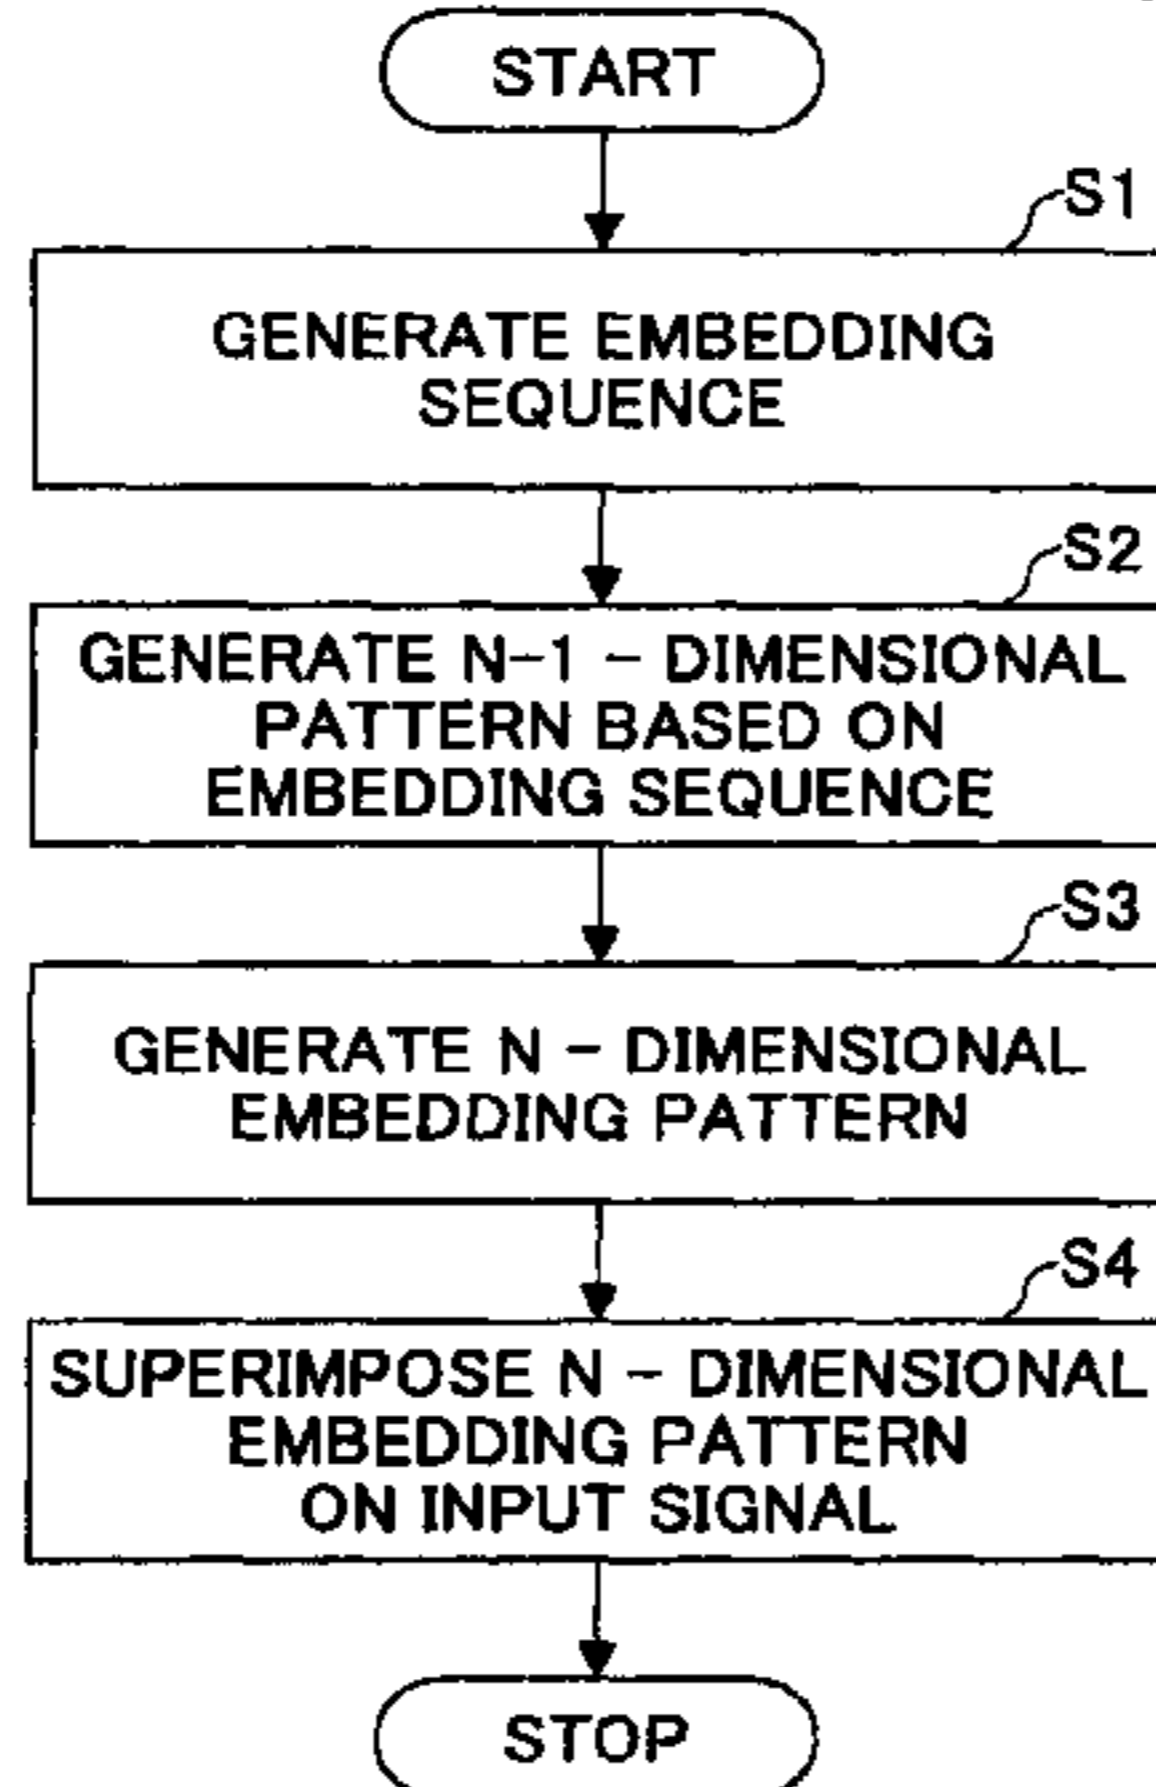 START
S1
GENERATE EMBEDDING
SEQUENCE
S2
GENERATE N-1 - DIMENSIONAL
PATTERN BASED ON
EMBEDDING SEQUENCE
S3
GENERATE N - DIMENSIONAL
EMBEDDING PATTERN
S4
SUPERIMPOSE N - DIMENSIONAL
EMBEDDING PATTERN
ON INPUT SIGNAL
STOP